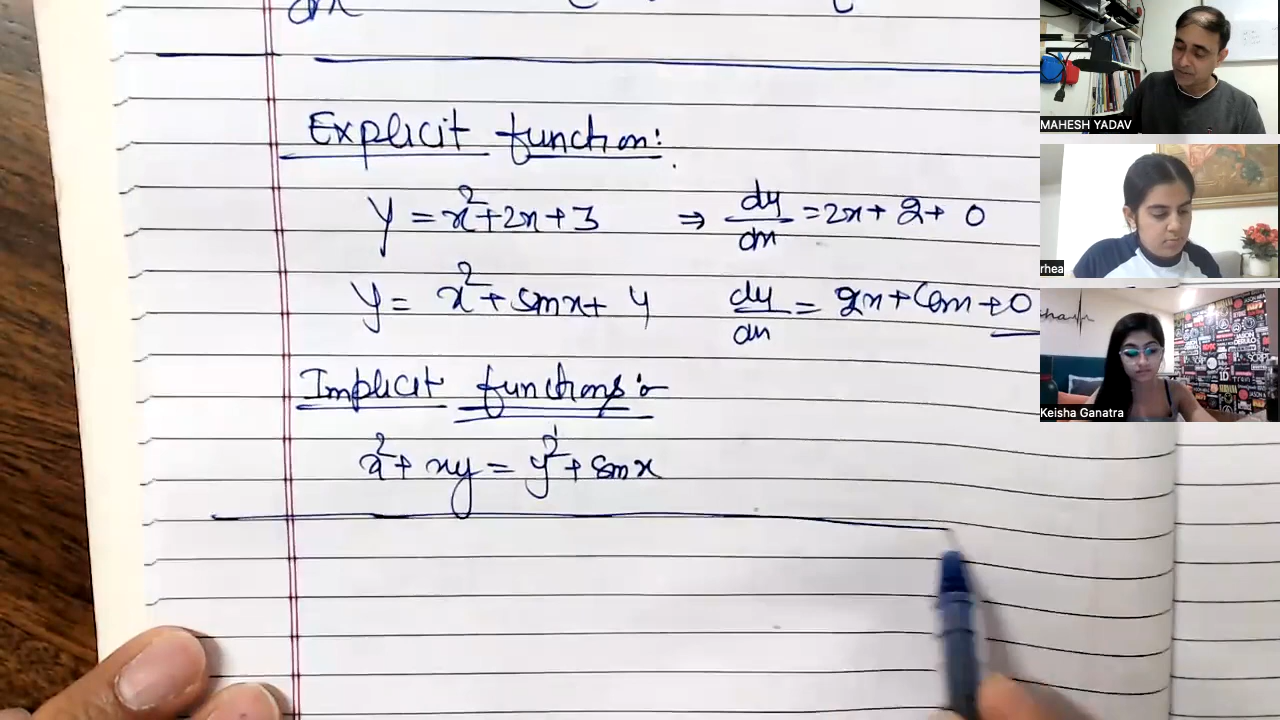 dx
Explicit function:
y = x²+2x+3 ⇒ dy/dx = 2x+2+0
y = x²+sinx+4 dy/dx = 2x+Cosx+0
Implicit functions:-
x²+xy = y²+sinx
MAHESH YADAV
rhea
Keisha Ganatra